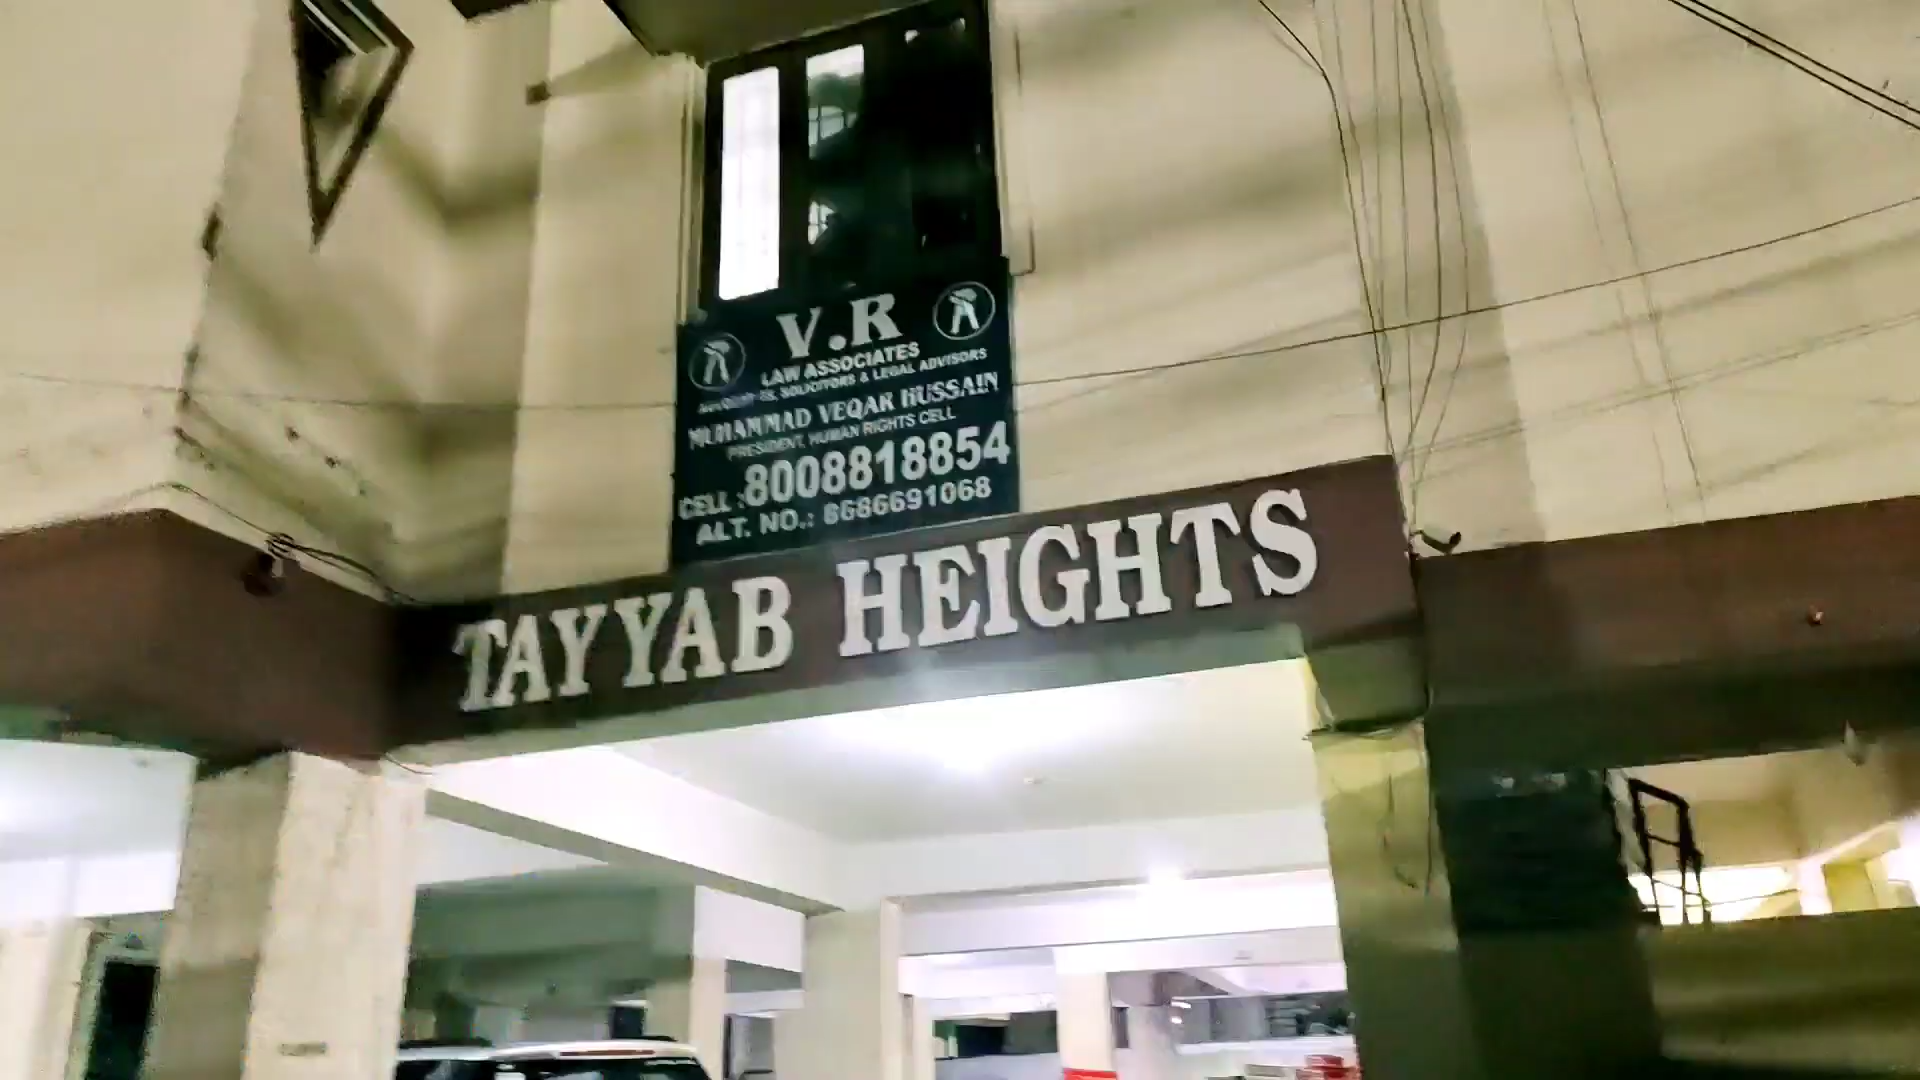 V.R
LAW ASSOCIATES
ADVOCATES, SOLICITORS & LEGAL ADVISORS
MUHAMMAD VEQAR HUSSAIN
PRESIDENT, HUMAN RIGHTS CELL
CELL : 8008818854
ALT. NO.: 8686691068
TAYYAB HEIGHTS